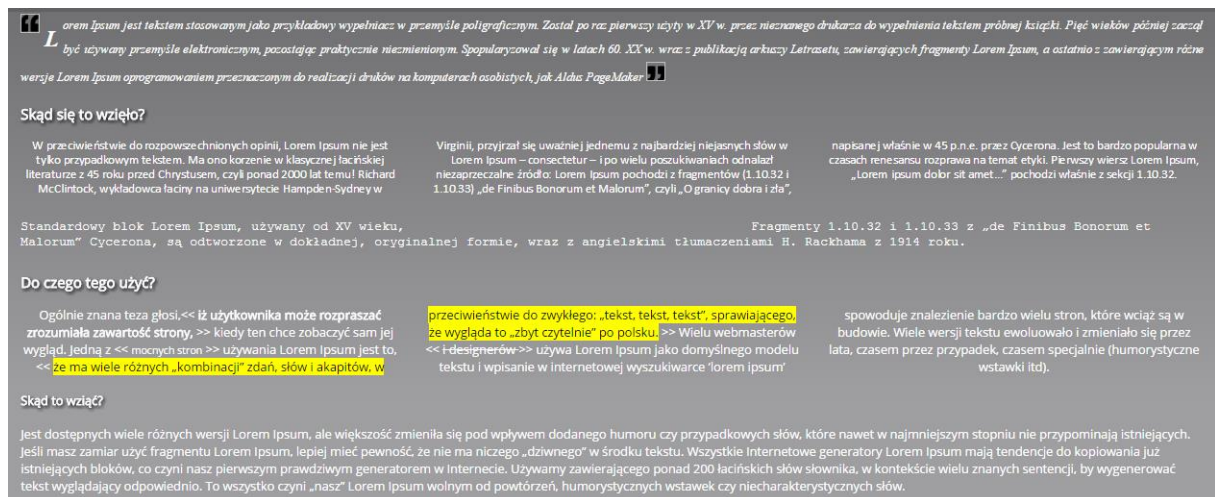 ❝ Lorem Ipsum jest tekstem stosowanym jako przykładowy wypełniacz w przemyśle poligraficznym. Został po raz pierwszy użyty w XV w. przez nieznanego drukarza do wypełnienia tekstem próbnej książki. Pięć wieków później zaczął
być używany przemyśle elektronicznym, pozostając praktycznie niezmienionym. Spopularyzował się w latach 60. XX w. wraz z publikacją arkuszy Letrasetu, zawierających fragmenty Lorem Ipsum, a ostatnio z zawierającym różne
wersje Lorem Ipsum oprogramowaniem przeznaczonym do realizacji druków na komputerach osobistych, jak Aldus PageMaker ❞
Skąd się to wzięło?
W przeciwieństwie do rozpowszechnionych opinii, Lorem Ipsum nie jest
tylko przypadkowym tekstem. Ma ono korzenie w klasycznej łacińskiej
literaturze z 45 roku przed Chrystusem, czyli ponad 2000 lat temu! Richard
McClintock, wykładowca łaciny na uniwersytecie Hampden-Sydney w
Virginii, przyjrzał się uważniej jednemu z najbardziej niejasnych słów w
Lorem Ipsum – consectetur – i po wielu poszukiwaniach odnalazł
niezaprzeczalne źródło: Lorem Ipsum pochodzi z fragmentów (1.10.32 i
1.10.33) „de Finibus Bonorum et Malorum”, czyli „O granicy dobra i zła”,
napisanej właśnie w 45 p.n.e. przez Cycerona. Jest to bardzo popularna w
czasach renesansu rozprawa na temat etyki. Pierwszy wiersz Lorem Ipsum,
„Lorem ipsum dolor sit amet...” pochodzi właśnie z sekcji 1.10.32.
Standardowy blok Lorem Ipsum, używany od XV wieku, Fragmenty 1.10.32 i 1.10.33 z „de Finibus Bonorum et
Malorum” Cycerona, są odtworzone w dokładnej, oryginalnej formie, wraz z angielskimi tłumaczeniami H. Rackhama z 1914 roku.
Do czego tego użyć?
Ogólnie znana teza głosi,<< iż użytkownika może rozpraszać
zrozumiała zawartość strony, >> kiedy ten chce zobaczyć sam jej
wygląd. Jedną z << mocnych stron >> używania Lorem Ipsum jest to,
<< że ma wiele różnych „kombinacji” zdań, słów i akapitów, w
przeciwieństwie do zwykłego: „tekst, tekst, tekst”, sprawiającego,
że wygląda to „zbyt czytelnie” po polsku. >> Wielu webmasterów
<< i designerów >> używa Lorem Ipsum jako domyślnego modelu
tekstu i wpisanie w internetowej wyszukiwarce ‘lorem ipsum’
spowoduje znalezienie bardzo wielu stron, które wciąż są w
budowie. Wiele wersji tekstu ewoluowało i zmieniało się przez
lata, czasem przez przypadek, czasem specjalnie (humorystyczne
wstawki itd).
Skąd to wziąć?
Jest dostępnych wiele różnych wersji Lorem Ipsum, ale większość zmieniła się pod wpływem dodanego humoru czy przypadkowych słów, które nawet w najmniejszym stopniu nie przypominają istniejących.
Jeśli masz zamiar użyć fragmentu Lorem Ipsum, lepiej mieć pewność, że nie ma niczego „dziwnego” w środku tekstu. Wszystkie Internetowe generatory Lorem Ipsum mają tendencje do kopiowania już
istniejących bloków, co czyni nasz pierwszym prawdziwym generatorem w Internecie. Używamy zawierającego ponad 200 łacińskich słów słownika, w kontekście wielu znanych sentencji, by wygenerować
tekst wyglądający odpowiednio. To wszystko czyni „nasz” Lorem Ipsum wolnym od powtórzeń, humorystycznych wstawek czy niecharakterystycznych słów.